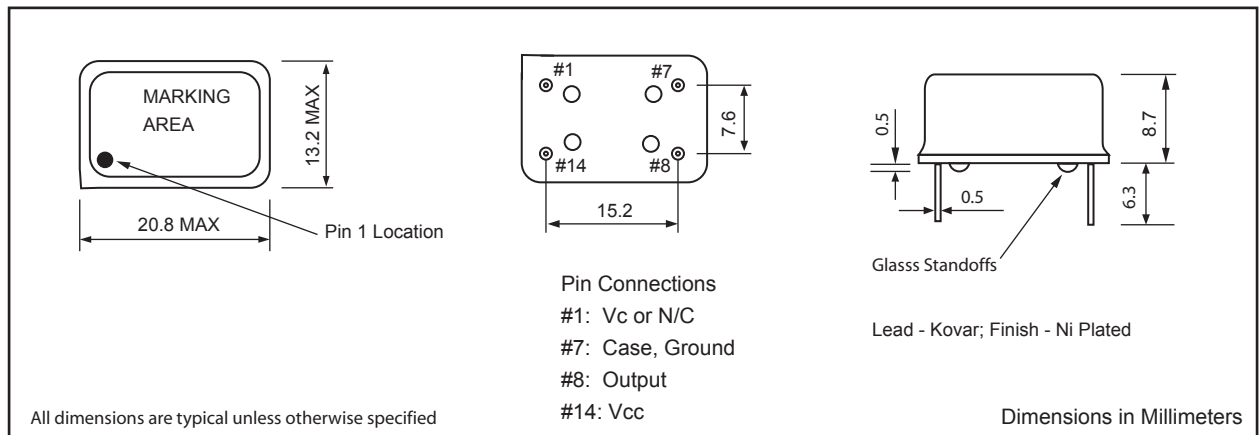 MARKING
AREA
13.2 MAX
20.8 MAX
Pin 1 Location
#1
#7
#14
#8
7.6
15.2
Pin Connections
#1: Vc or N/C
#7: Case, Ground
#8: Output
#14: Vcc
0.5
8.7
6.3
0.5
Glasss Standoffs
Lead - Kovar; Finish - Ni Plated
All dimensions are typical unless otherwise specified
Dimensions in Millimeters